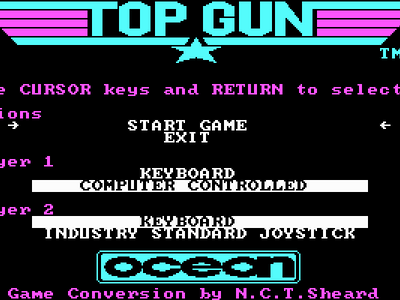 TOP GUN
TM
e CURSOR keys and RETURN to select
ions
→ START GAME ←
EXIT
yer 1
KEYBOARD
COMPUTER CONTROLLED
yer 2
KEYBOARD
INDUSTRY STANDARD JOYSTICK
ocean
Game Conversion by N.C.T.Sheard